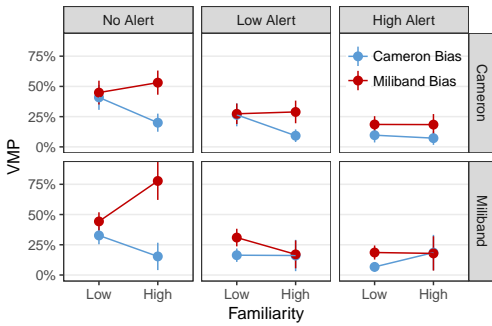 No Alert
Low Alert
High Alert
VMP
75%
50%
25%
0%
Cameron Bias
Miliband Bias
Cameron
75%
50%
25%
0%
Miliband
Low
High
Low
High
Low
High
Familiarity